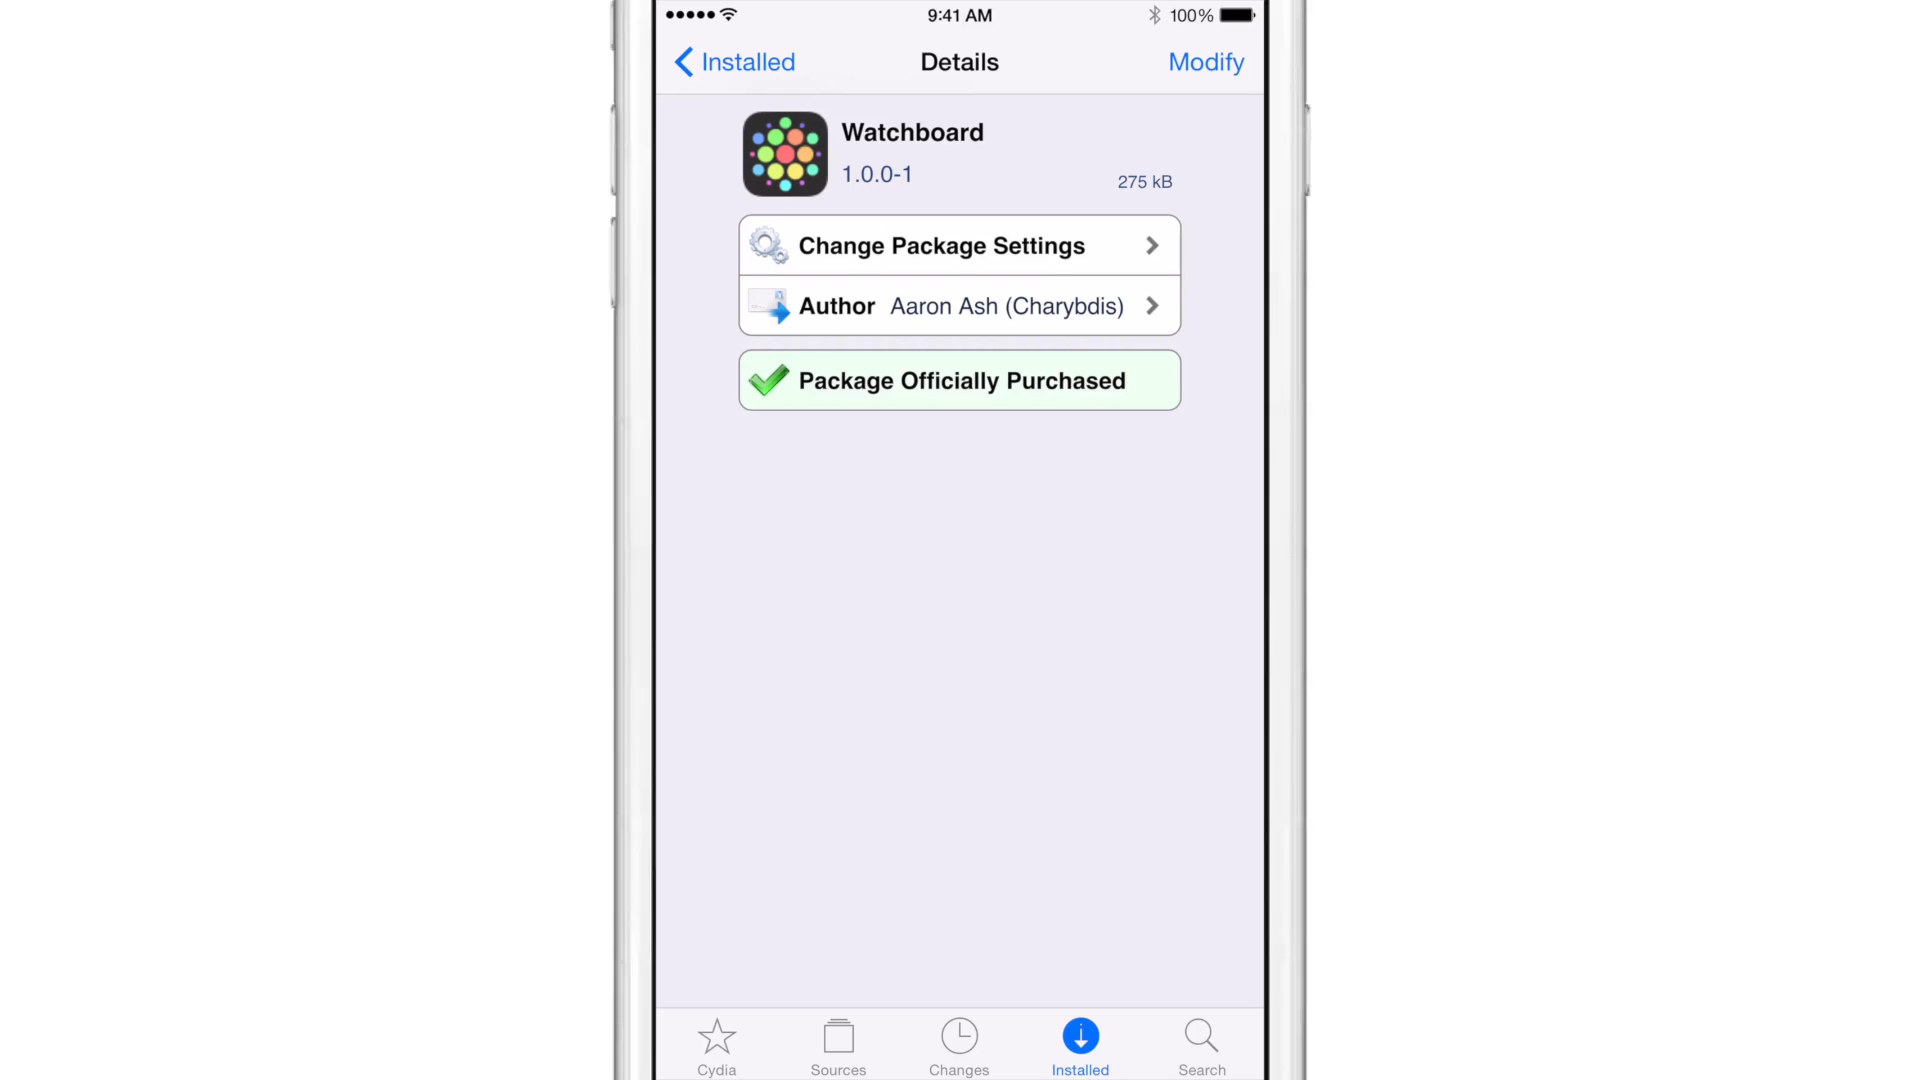 9:41 AM
100%
Installed
Details
Modify
Watchboard
1.0.0-1
275 kB
Change Package Settings
Author Aaron Ash (Charybdis)
Package Officially Purchased
Cydia
Sources
Changes
Installed
Search